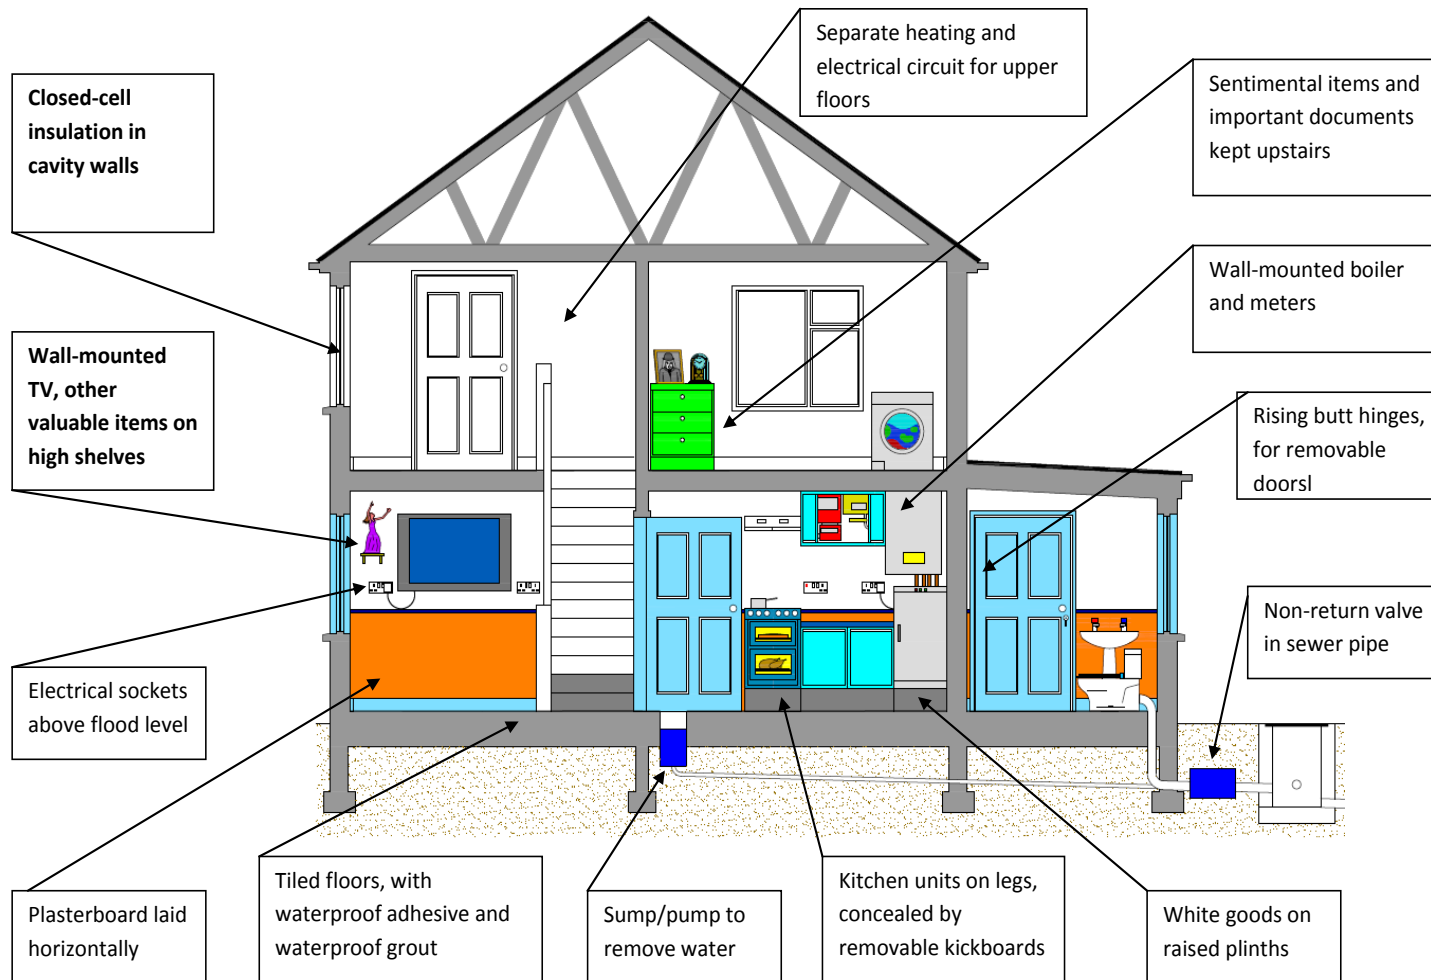 Separate heating and
electrical circuit for upper
floors
Closed-cell
insulation in
cavity walls
Sentimental items and
important documents
kept upstairs
Wall-mounted boiler
and meters
Wall-mounted
TV, other
valuable items on
high shelves
Rising butt hinges,
for removable
doorsl
Non-return valve
in sewer pipe
Electrical sockets
above flood level
Plasterboard laid
horizontally
Tiled floors, with
waterproof adhesive and
waterproof grout
Sump/pump to
remove water
Kitchen units on legs,
concealed by
removable kickboards
White goods on
raised plinths